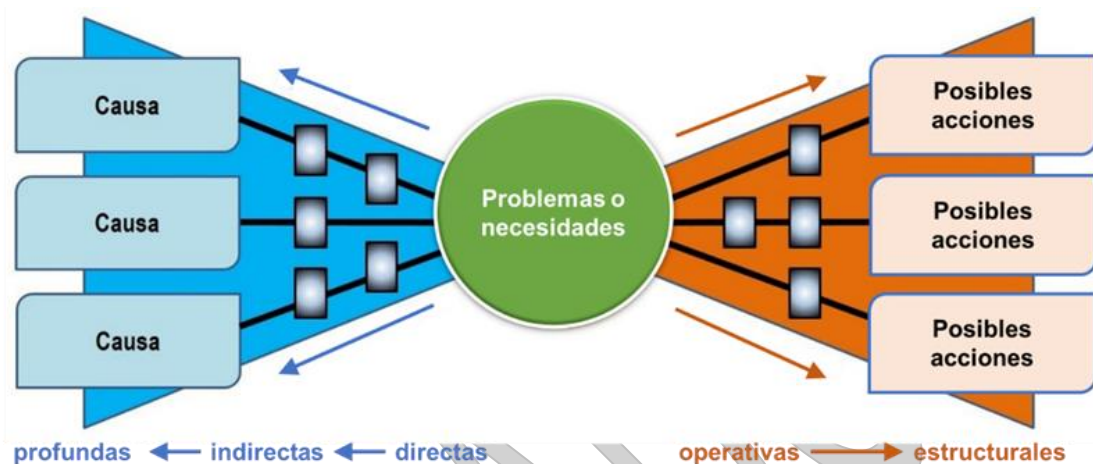 Causa
Causa
Causa
Problemas o
necesidades
Posibles
acciones
Posibles
acciones
Posibles
acciones
profundas indirectas directas
operativas estructurales